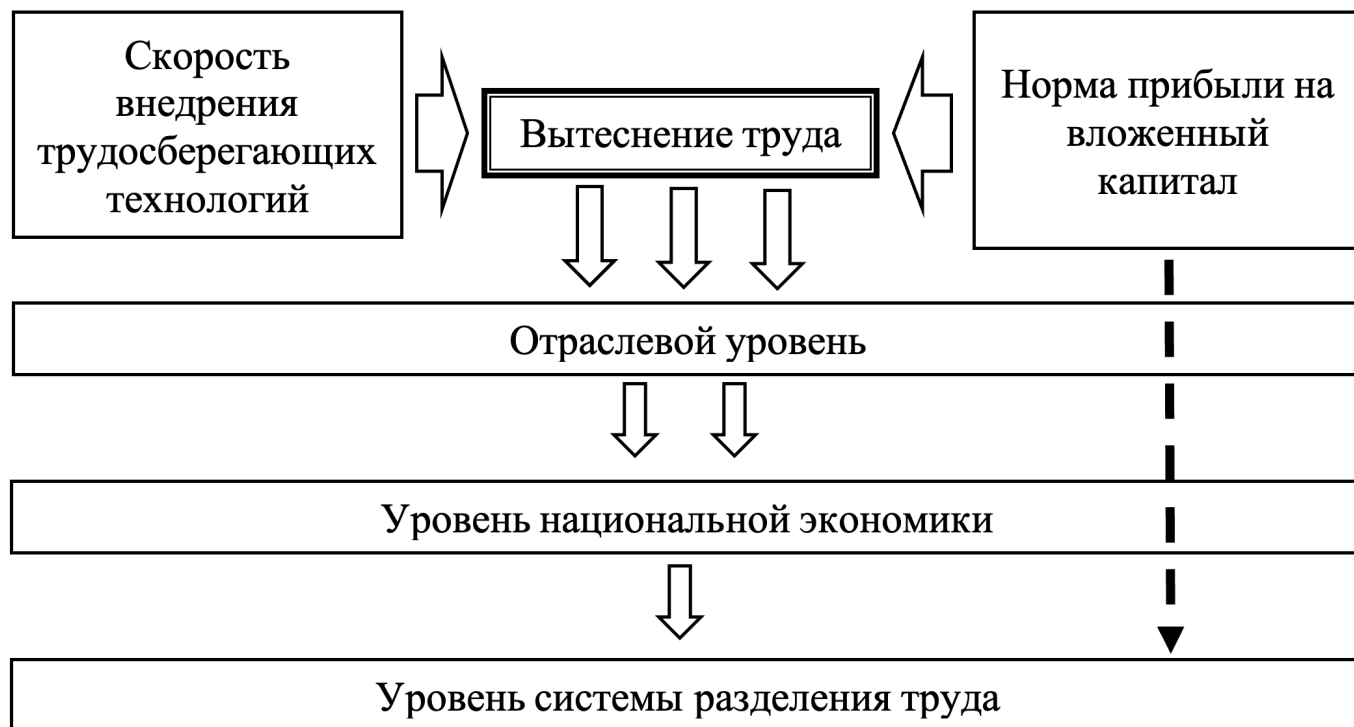 Скорость
внедрения
трудосберегающих
технологий
Вытеснение труда
Норма прибыли на
вложенный
капитал
Отраслевой уровень
Уровень национальной экономики
Уровень системы разделения труда